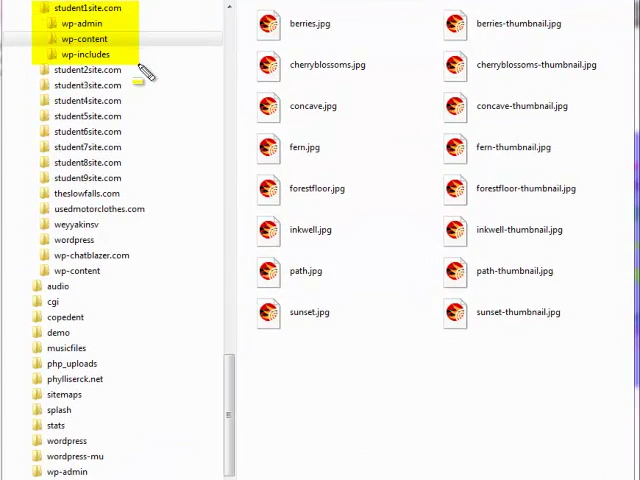 student1site.com
wp-admin
wp-content
wp-includes
student2site.com
student3site.com
student4site.com
student5site.com
student6site.com
student7site.com
student8site.com
student9site.com
theslowfalls.com
usedmotorclothes.com
weyyakinsv
wordpress
wp-chatblazer.com
wp-content
audio
cgi
copedent
demo
musicfiles
php_uploads
phylliserck.net
sitemaps
splash
stats
wordpress
wordpress-mu
wp-admin
berries.jpg
berries-thumbnail.jpg
cherryblossoms.jpg
cherryblossoms-thumbnail.jpg
concave.jpg
concave-thumbnail.jpg
fern.jpg
fern-thumbnail.jpg
forestfloor.jpg
forestfloor-thumbnail.jpg
inkwell.jpg
inkwell-thumbnail.jpg
path.jpg
path-thumbnail.jpg
sunset.jpg
sunset-thumbnail.jpg